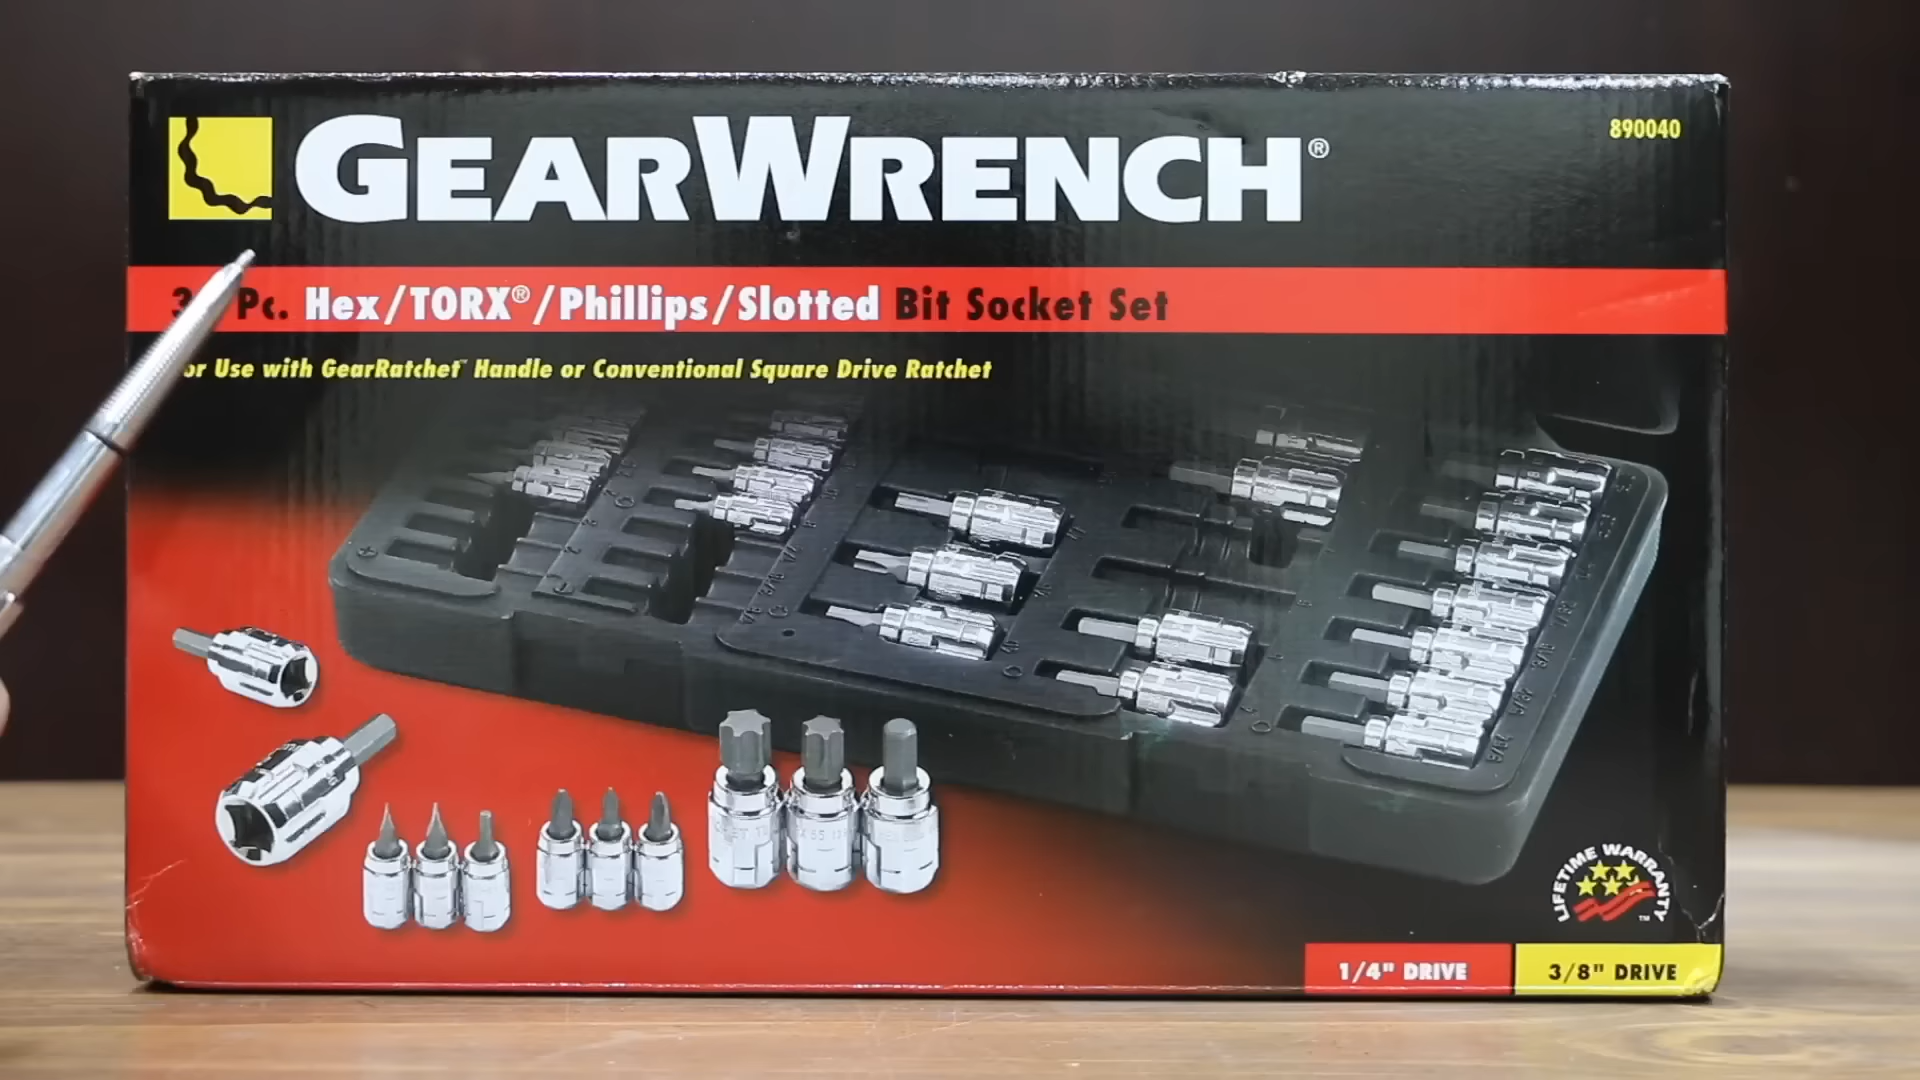 GEARWRENCH®
890040
Pc. Hex/TORX®/Phillips/Slotted Bit Socket Set
Use with GearRatchet™ Handle or Conventional Square Drive Ratchet
LIFETIME WARRANTY
TM
1/4" DRIVE
3/8" DRIVE